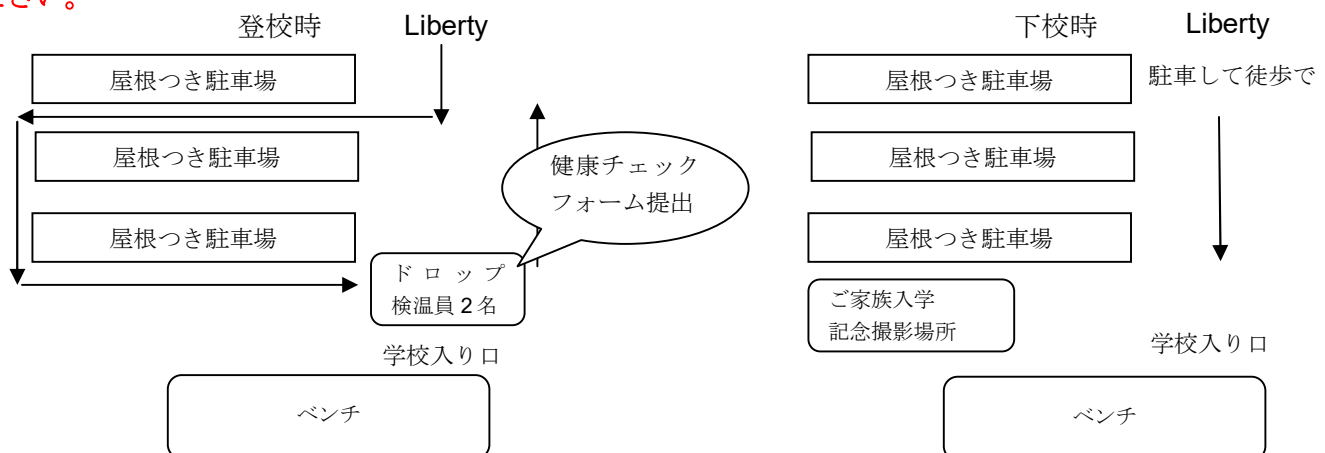 ださい。
登校時 Liberty
屋根つき駐車場
屋根つき駐車場
健康チェック
フォーム提出
屋根つき駐車場
ドロップ
検温員2名
学校入り口
ベンチ
下校時 Liberty
屋根つき駐車場
駐車して徒歩で
屋根つき駐車場
屋根つき駐車場
ご家族入学
記念撮影場所
学校入り口
ベンチ